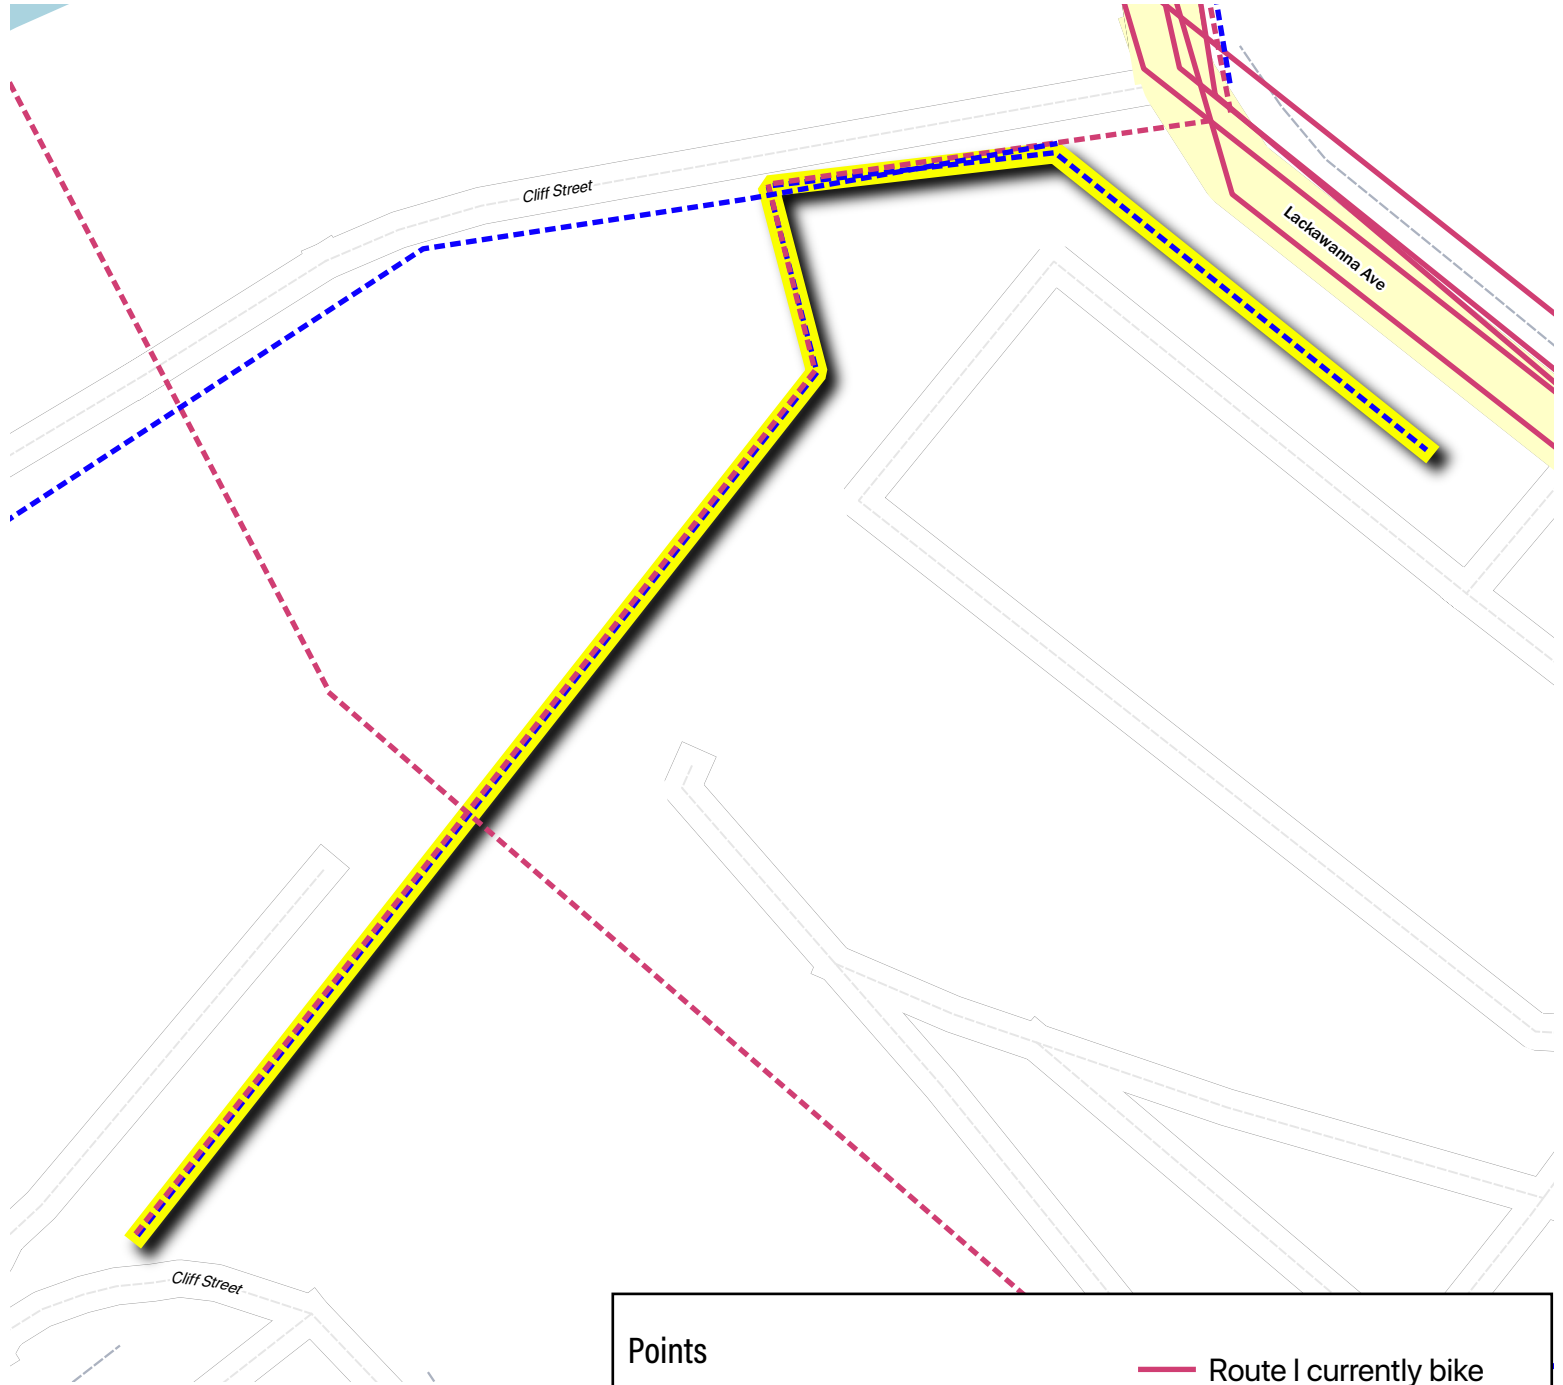 Cliff Street
Lackawanna Ave
Cliff Street
Points
Route I currently bike